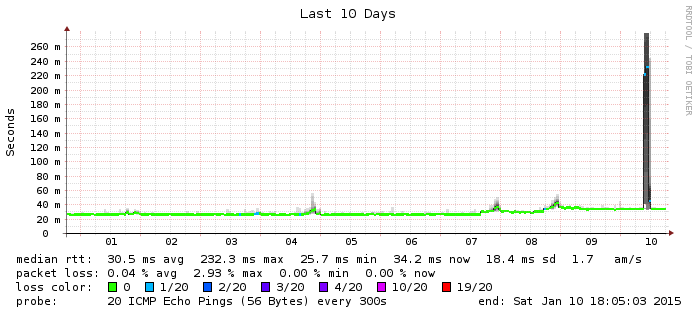 Last 10 Days
RRDTOOL / TOBI OETIKER
Seconds
260 m
240 m
220 m
200 m
180 m
160 m
140 m
120 m
100 m
80 m
60 m
40 m
20 m
0
01 02 03 04 05 06 07 08 09 10
median rtt: 30.5 ms avg 232.3 ms max 25.7 ms min 34.2 ms now 18.4 ms sd 1.7 am/s
packet loss: 0.04 % avg 2.93 % max 0.00 % min 0.00 % now
loss color: 0 1/20 2/20 3/20 4/20 10/20 19/20
probe: 20 ICMP Echo Pings (56 Bytes) every 300s end: Sat Jan 10 18:05:03 2015